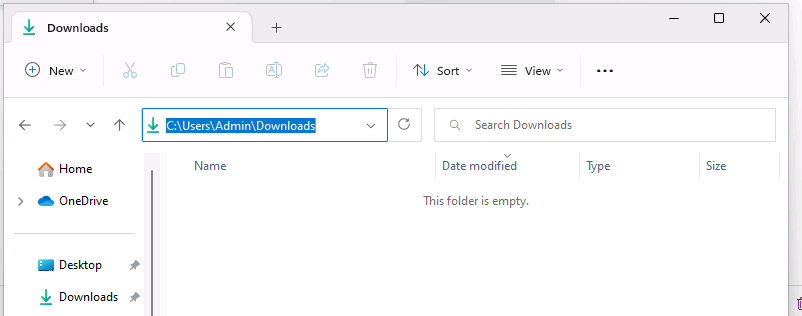 Downloads
New
Sort
View
C:\Users\Admin\Downloads
Search Downloads
Home
Name
Date modified
Type
Size
OneDrive
This folder is empty.
Desktop
Downloads